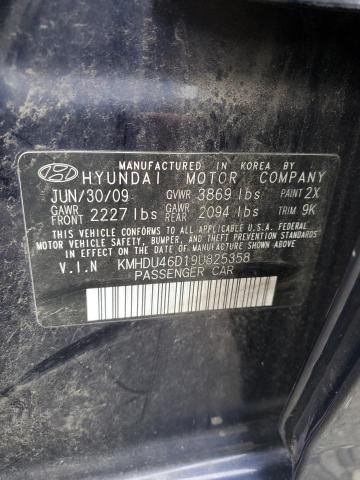 MANUFACTURED IN KOREA BY
HYUNDAI MOTOR COMPANY
JUN/30/09 GVWR 3869 lbs PAINT 2X
GAWR FRONT 2227 lbs GAWR REAR 2094 lbs TRIM 9K
THIS VEHICLE CONFORMS TO ALL APPLICABLE U.S.A. FEDERAL
MOTOR VEHICLE SAFETY, BUMPER, AND THEFT PREVENTION STANDARDS
IN EFFECT ON THE DATE OF MANUFACTURE SHOWN ABOVE.
V.I.N KMHDU46D19U825358
PASSENGER CAR